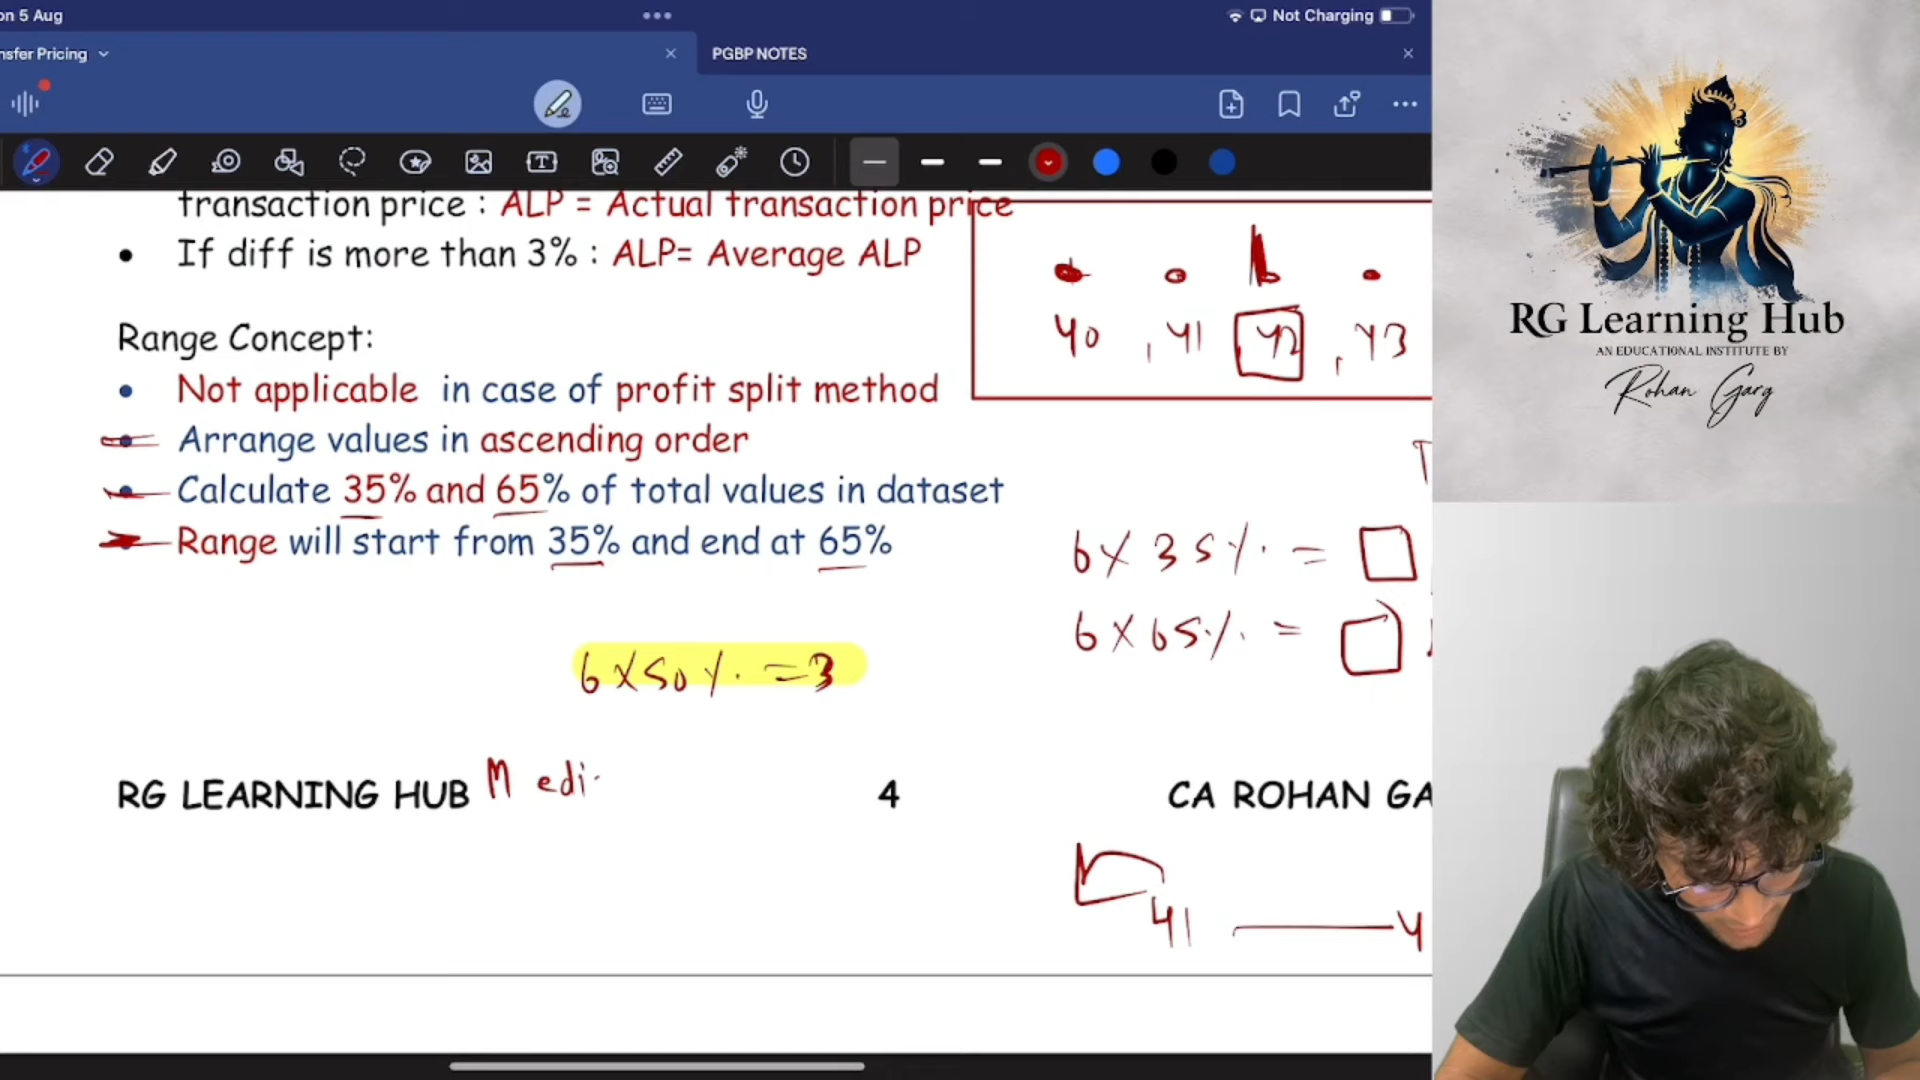 on 5 Aug
Not Charging
nsfer Pricing
PGBP NOTES
transaction price : ALP = Actual transaction price
If diff is more than 3% : ALP= Average ALP
40 , 41 42 , 43
Range Concept:
Not applicable in case of profit split method
Arrange values in ascending order
Calculate 35% and 65% of total values in dataset
Range will start from 35% and end at 65%
6 X 35% =
6 X 65% =
6 X 50% = 3
RG LEARNING HUB Medi
4
CA ROHAN GA
41
RG Learning Hub
AN EDUCATIONAL INSTITUTE BY
Rohan Garg